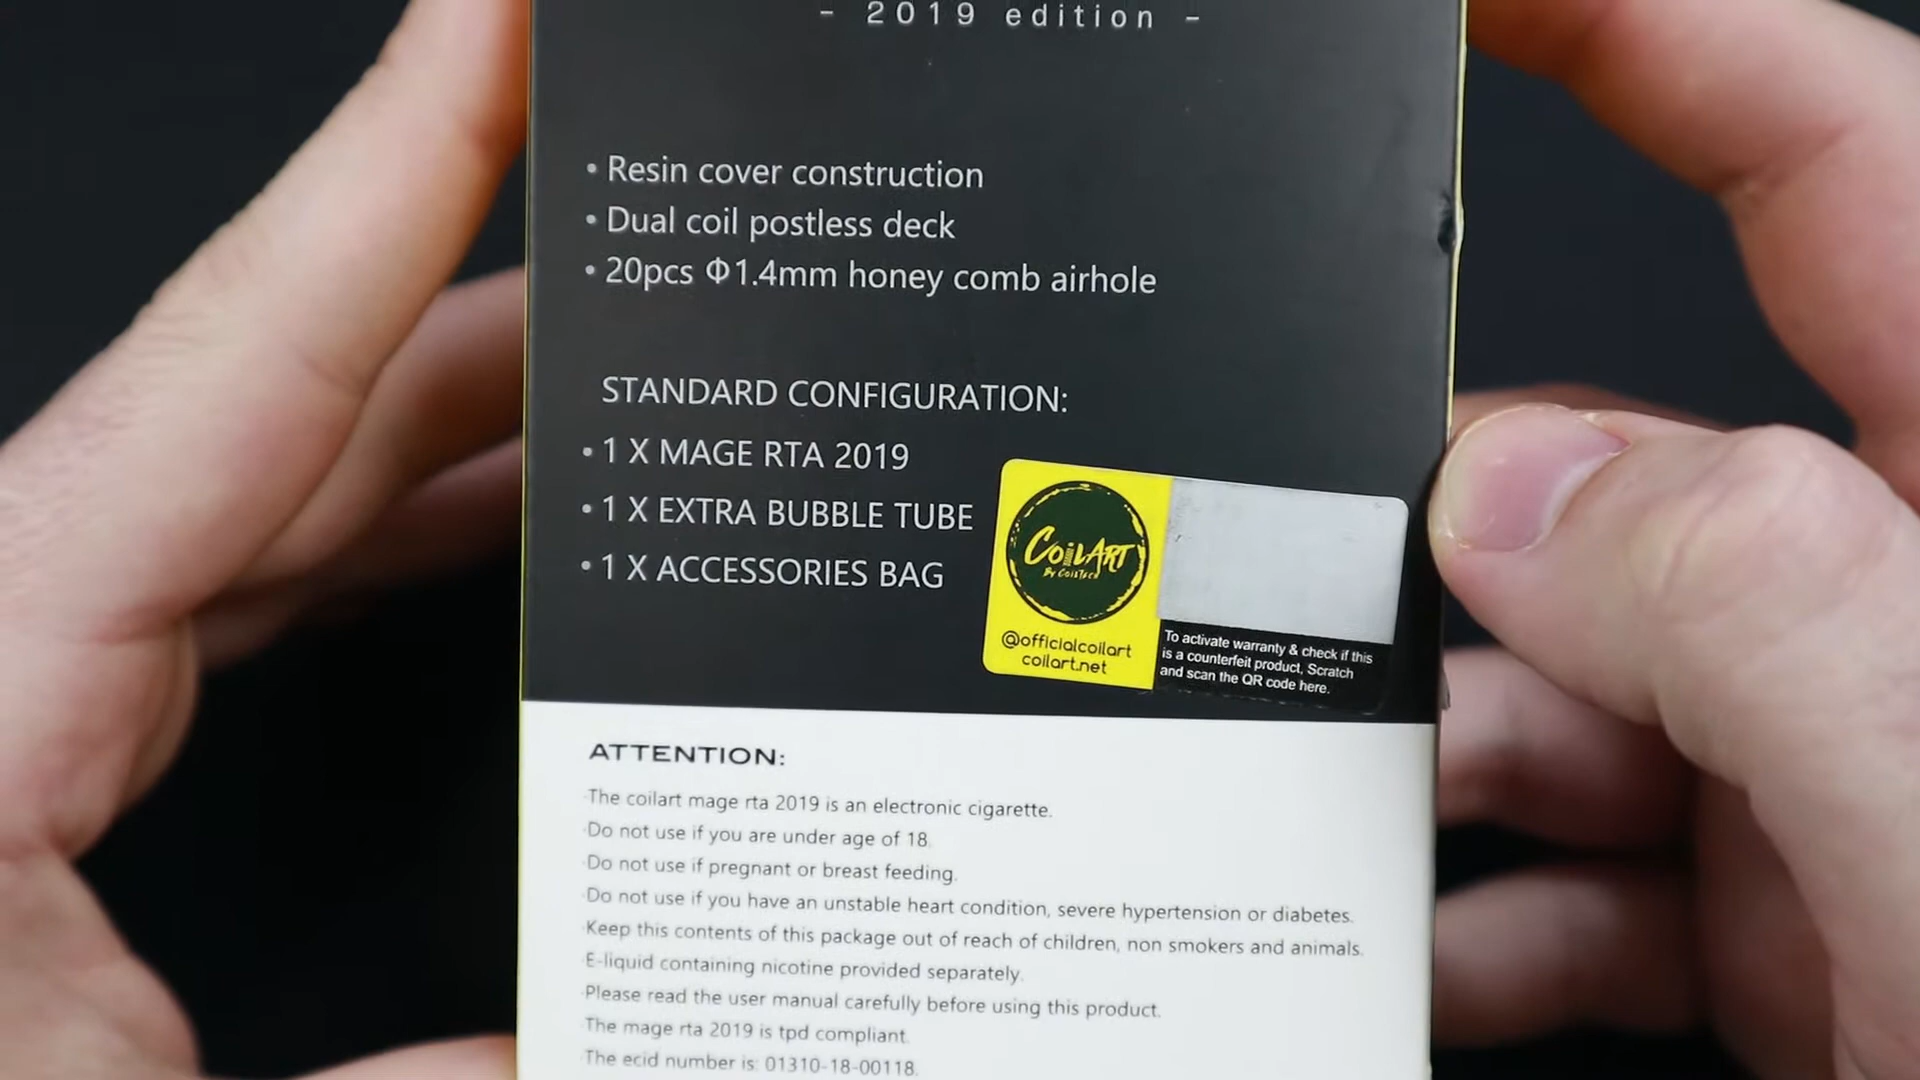 - 2019 edition -
• Resin cover construction
• Dual coil postless deck
• 20pcs Φ1.4mm honey comb airhole
STANDARD CONFIGURATION:
• 1 X MAGE RTA 2019
• 1 X EXTRA BUBBLE TUBE
• 1 X ACCESSORIES BAG
COILART
By CoilTech
@officialcoilart
coilart.net
To activate warranty & check if this
is a counterfeit product, Scratch
and scan the QR code here.
ATTENTION:
·The coilart mage rta 2019 is an electronic cigarette.
·Do not use if you are under age of 18.
·Do not use if pregnant or breast feeding.
·Do not use if you have an unstable heart condition, severe hypertension or diabetes.
·Keep this contents of this package out of reach of children, non smokers and animals.
·E-liquid containing nicotine provided separately.
·Please read the user manual carefully before using this product.
·The mage rta 2019 is tpd compliant.
·The ecid number is: 01310-18-00118.